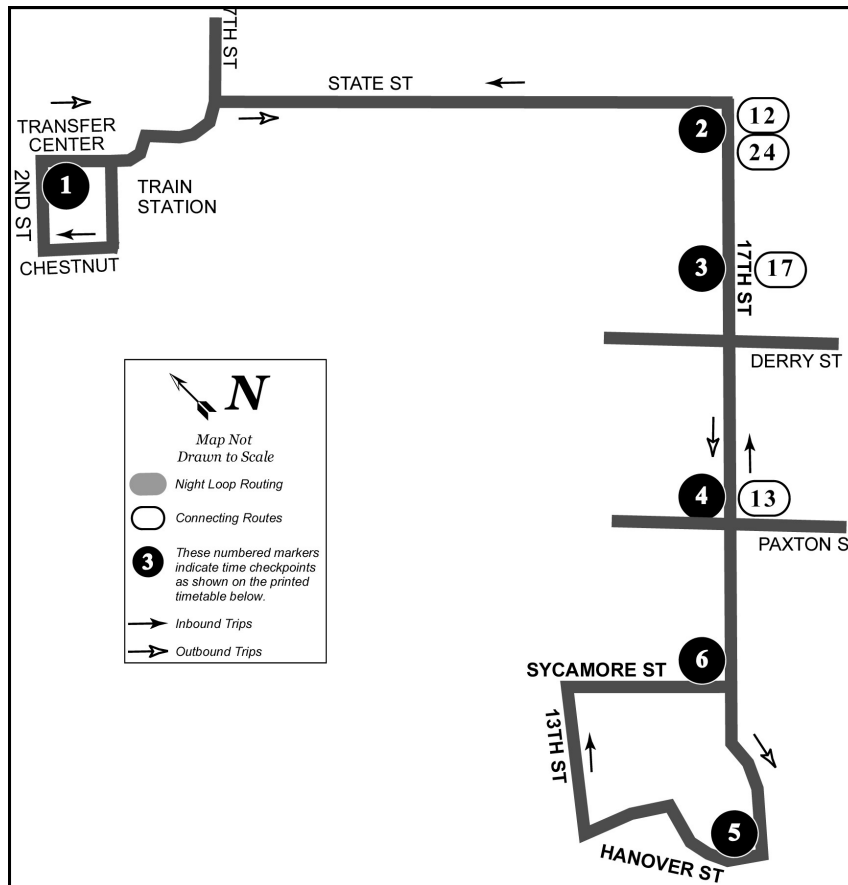 7TH ST
STATE ST
12
2
24
TRANSFER
CENTER
1
2ND ST
TRAIN
STATION
CHESTNUT
3
17TH ST
17
DERRY ST
N
Map Not
Drawn to Scale
Night Loop Routing
Connecting Routes
3
These numbered markers
indicate time checkpoints
as shown on the printed
timetable below.
Inbound Trips
Outbound Trips
4
13
PAXTON S
6
SYCAMORE ST
13TH ST
5
HANOVER ST